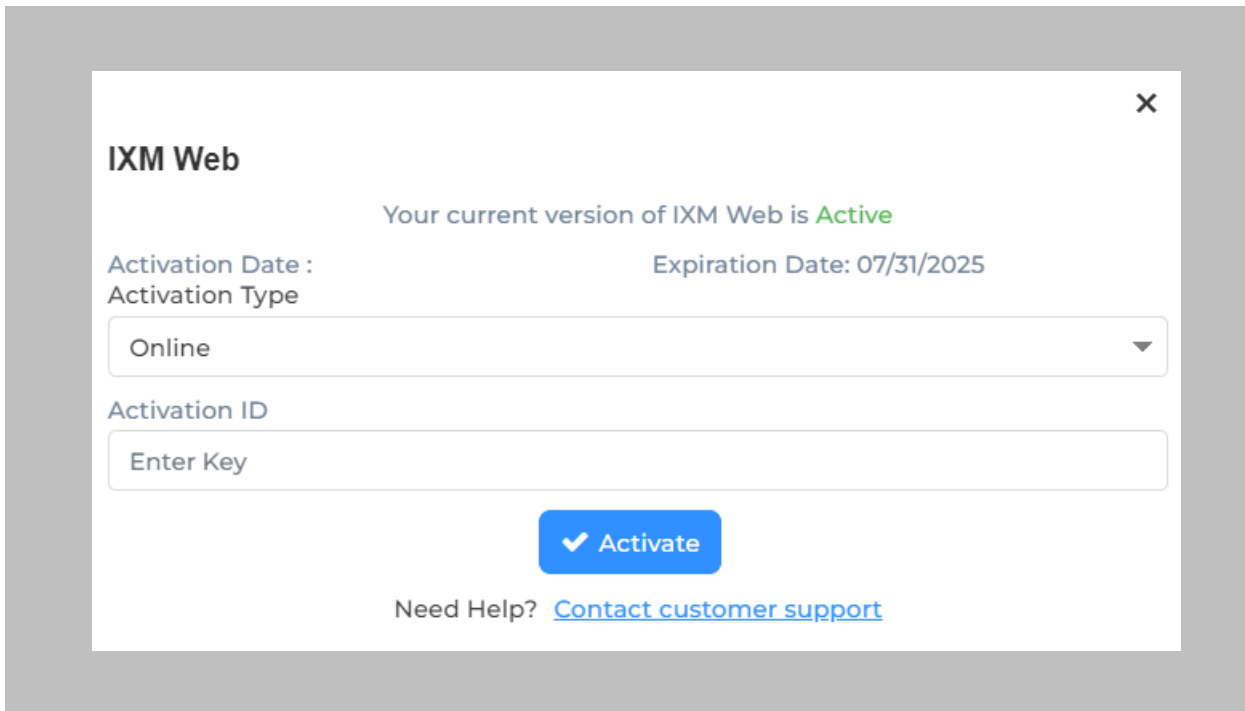 IXM Web
Your current version of IXM Web is Active
Activation Date : Expiration Date: 07/31/2025
Activation Type
Online
Activation ID
Enter Key
Activate
Need Help? Contact customer support